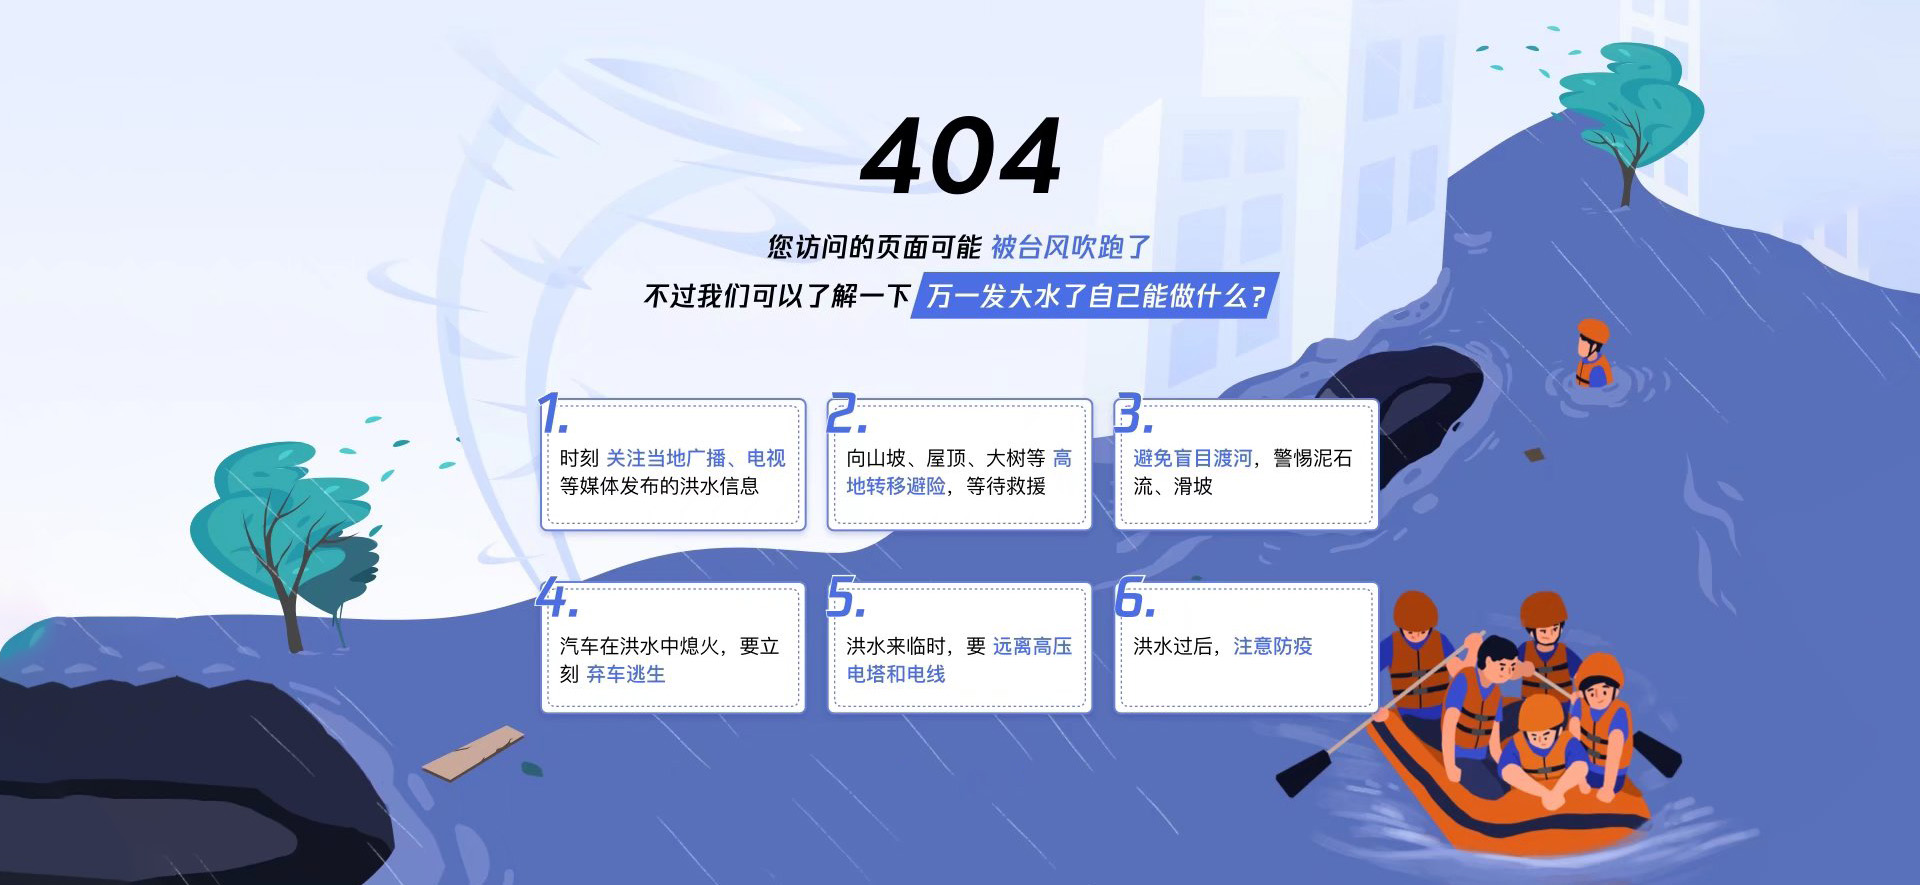 404
您访问的页面可能 被台风吹跑了
不过我们可以了解一下 万一发大水了自己能做什么?
1.
时刻 关注当地广播、电视
等媒体发布的洪水信息
2.
向山坡、屋顶、大树等 高
地转移避险，等待救援
3.
避免盲目渡河，警惕泥石
流、滑坡
4.
汽车在洪水中熄火，要立
刻 弃车逃生
5.
洪水来临时，要 远离高压
电塔和电线
6.
洪水过后，注意防疫